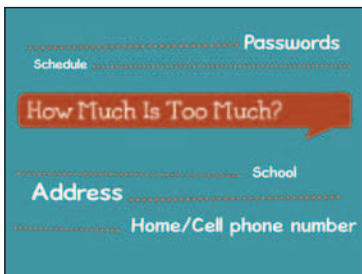 Passwords
Schedule
How Much Is Too Much?
School
Address
Home/Cell phone number